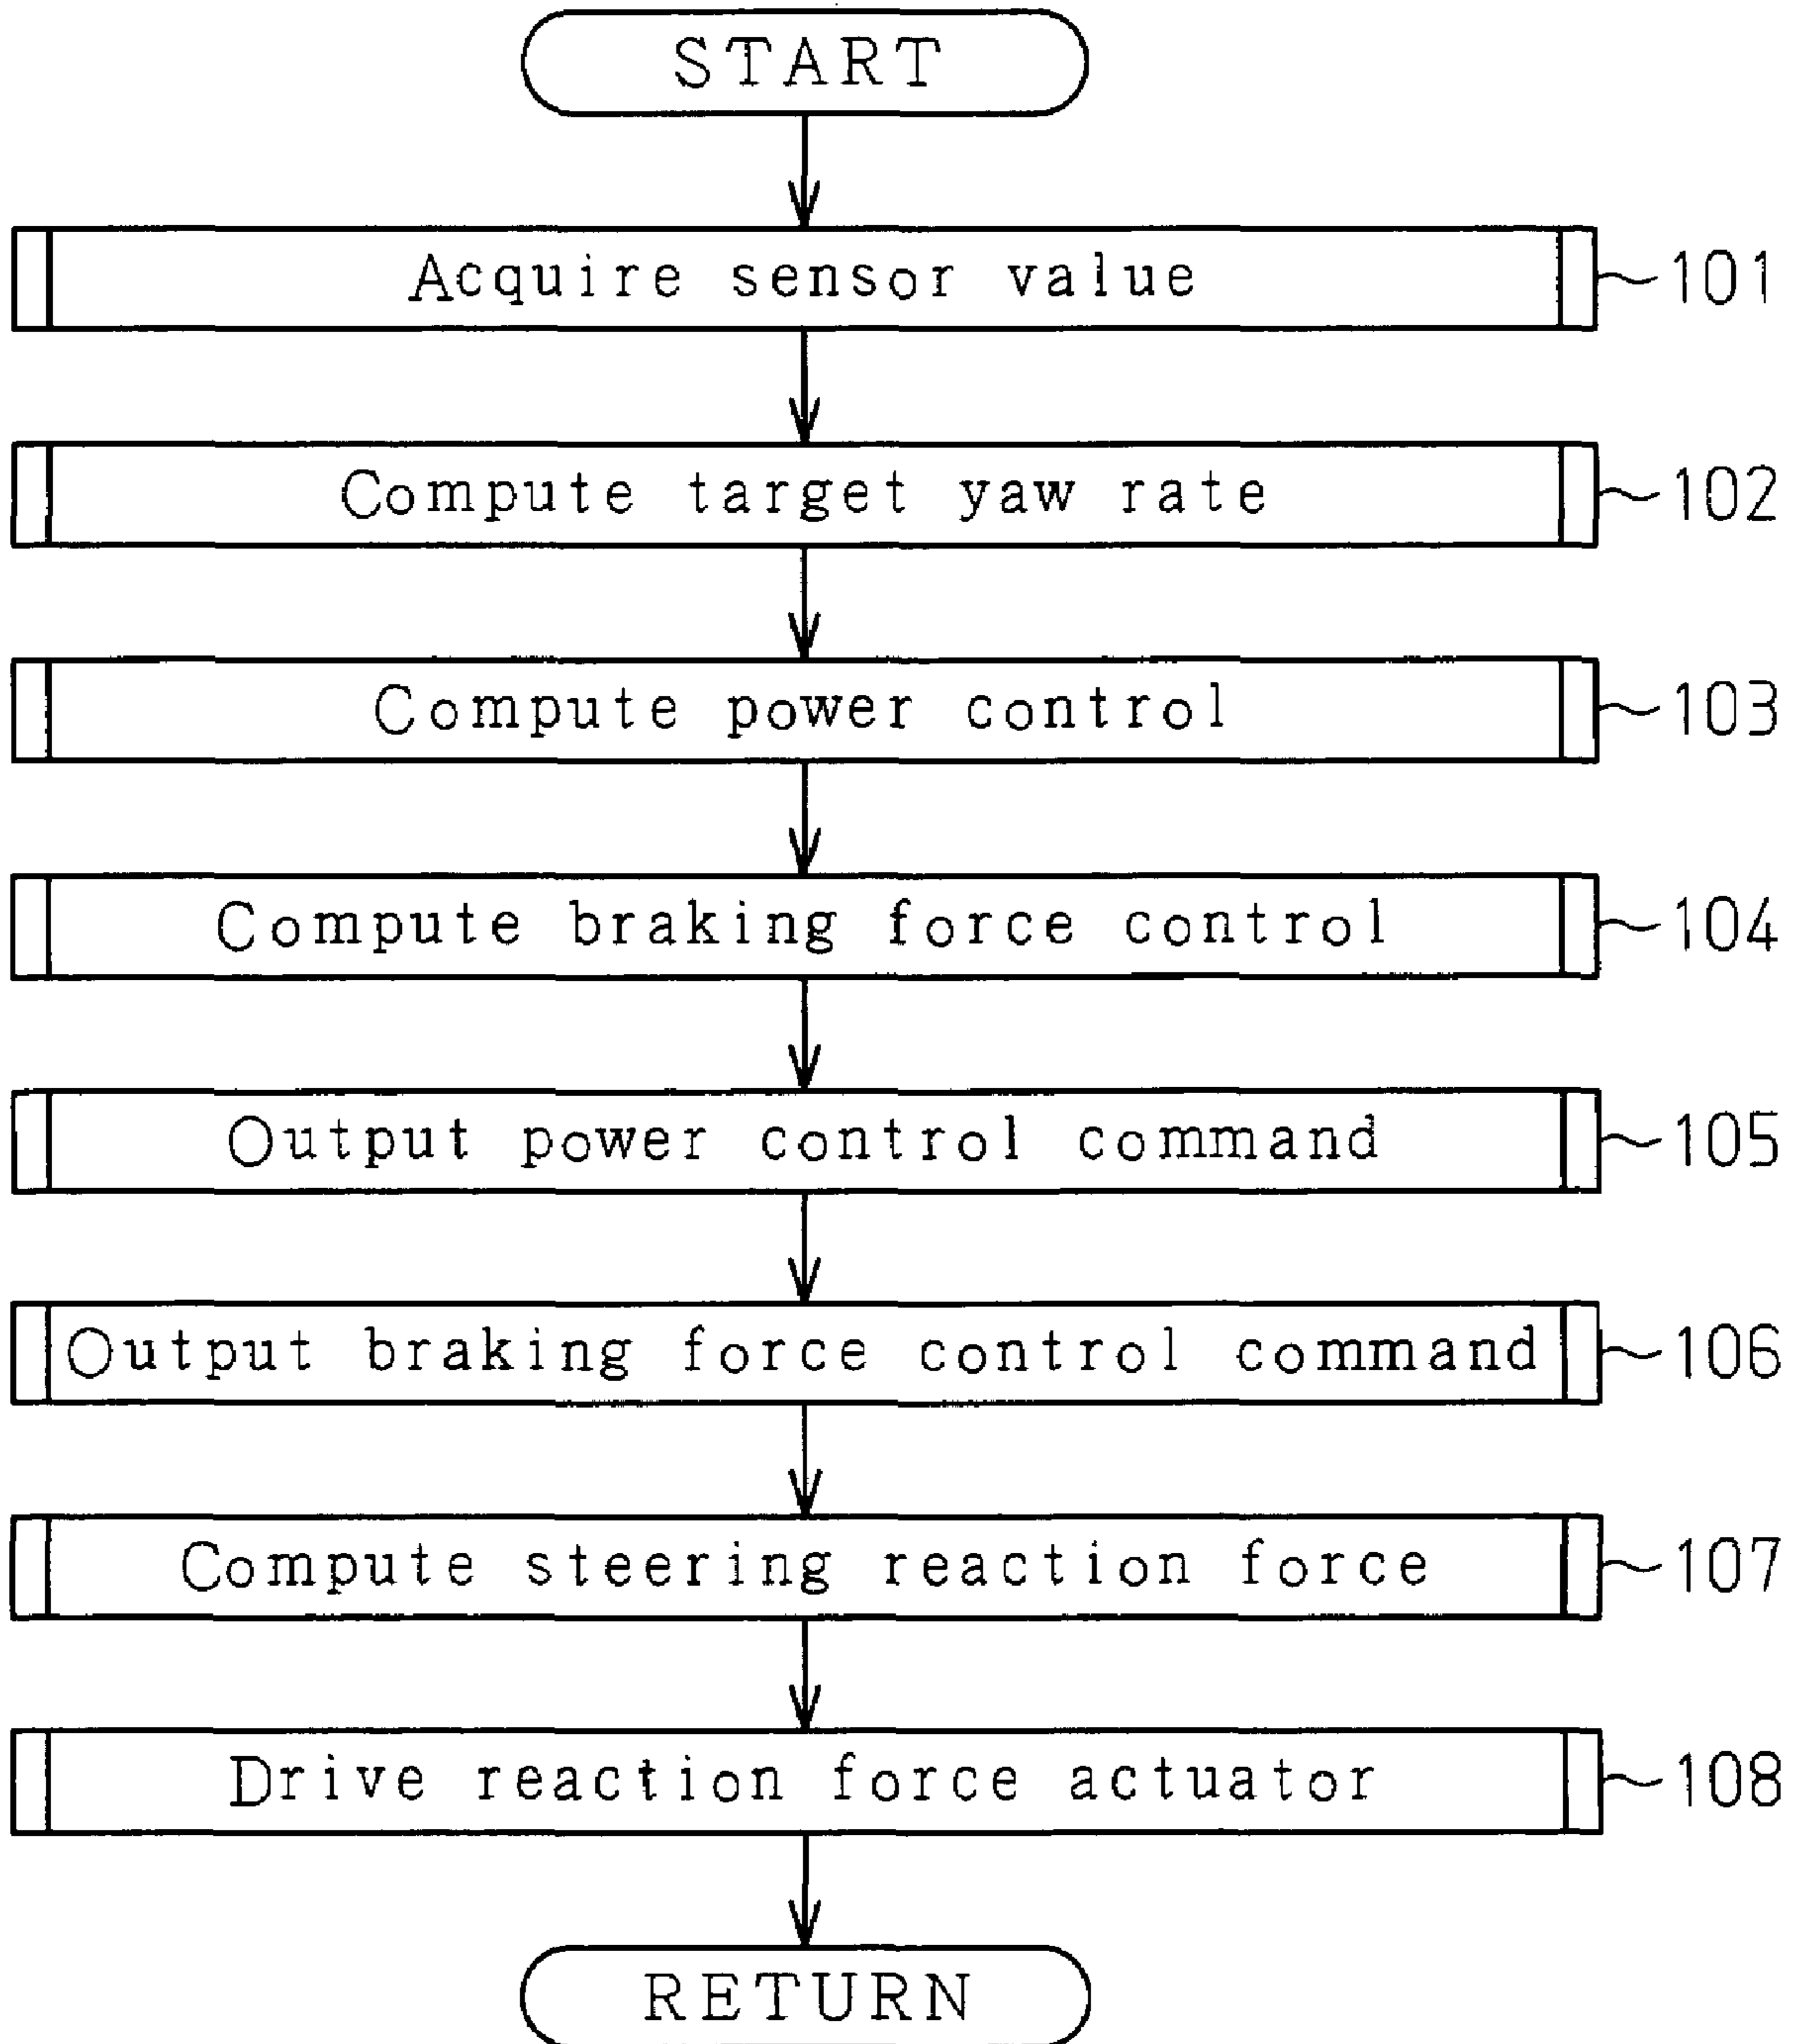 START
Acquire sensor value 101
Compute target yaw rate 102
Compute power control 103
Compute braking force control 104
Output power control command 105
Output braking force control command 106
Compute steering reaction force 107
Drive reaction force actuator 108
RETURN